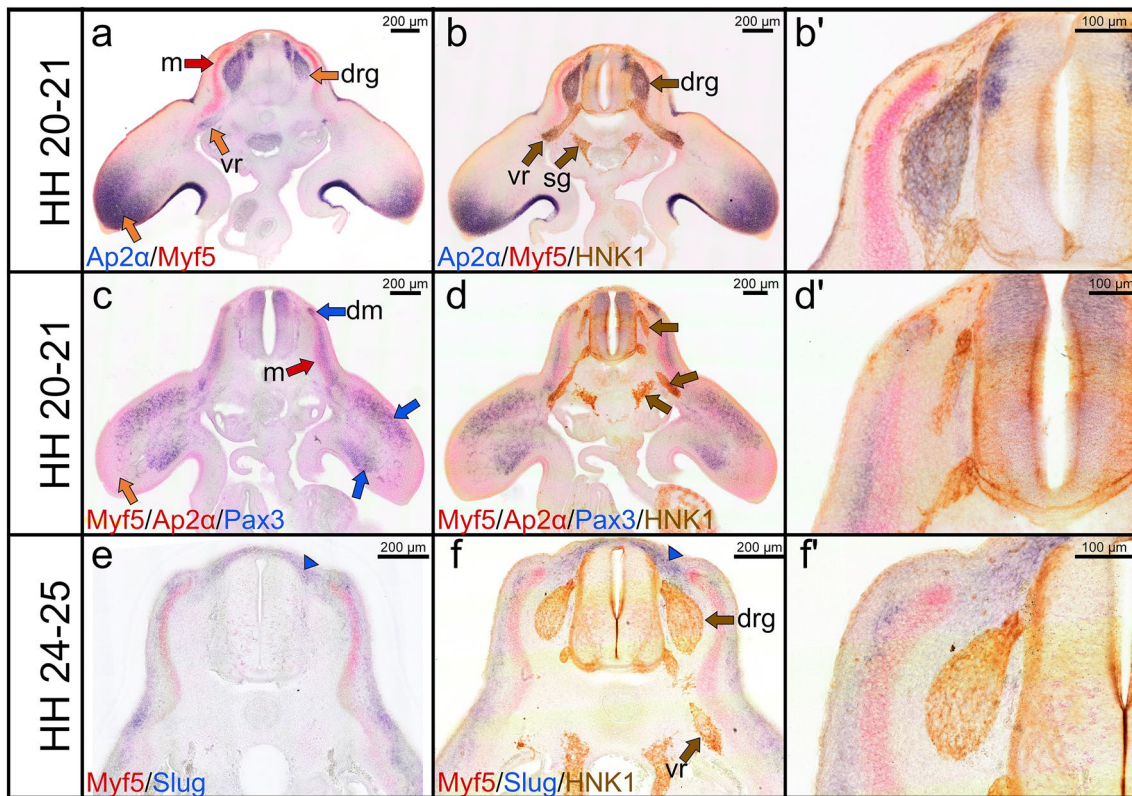 HH 20-21
a
200 µm
m
drg
vr
Ap2α/Myf5
b
200 µm
drg
vr
sg
Ap2α/Myf5/HNK1
b'
100 µm
HH 20-21
c
200 µm
dm
m
Myf5/Ap2α/Pax3
d
200 µm
Myf5/Ap2α/Pax3/HNK1
d'
100 µm
HH 24-25
e
200 µm
Myf5/Slug
f
200 µm
drg
vr
Myf5/Slug/HNK1
f'
100 µm